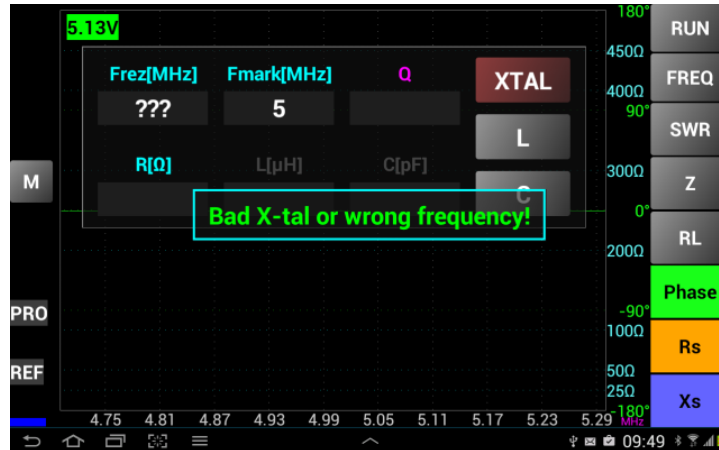 5.13V
180°
RUN
450Ω
Frez[MHz] Fmark[MHz] Q
XTAL
FREQ
400Ω
??? 5
90°
SWR
L
R[Ω] L[µH] C[pF]
300Ω
M
Z
C
Bad X-tal or wrong frequency!
0°
RL
200Ω
Phase
PRO
-90°
100Ω
Rs
REF
50Ω
25Ω
Xs
-180°
4.75 4.81 4.87 4.93 4.99 5.05 5.11 5.17 5.23 5.29 MHz
09:49